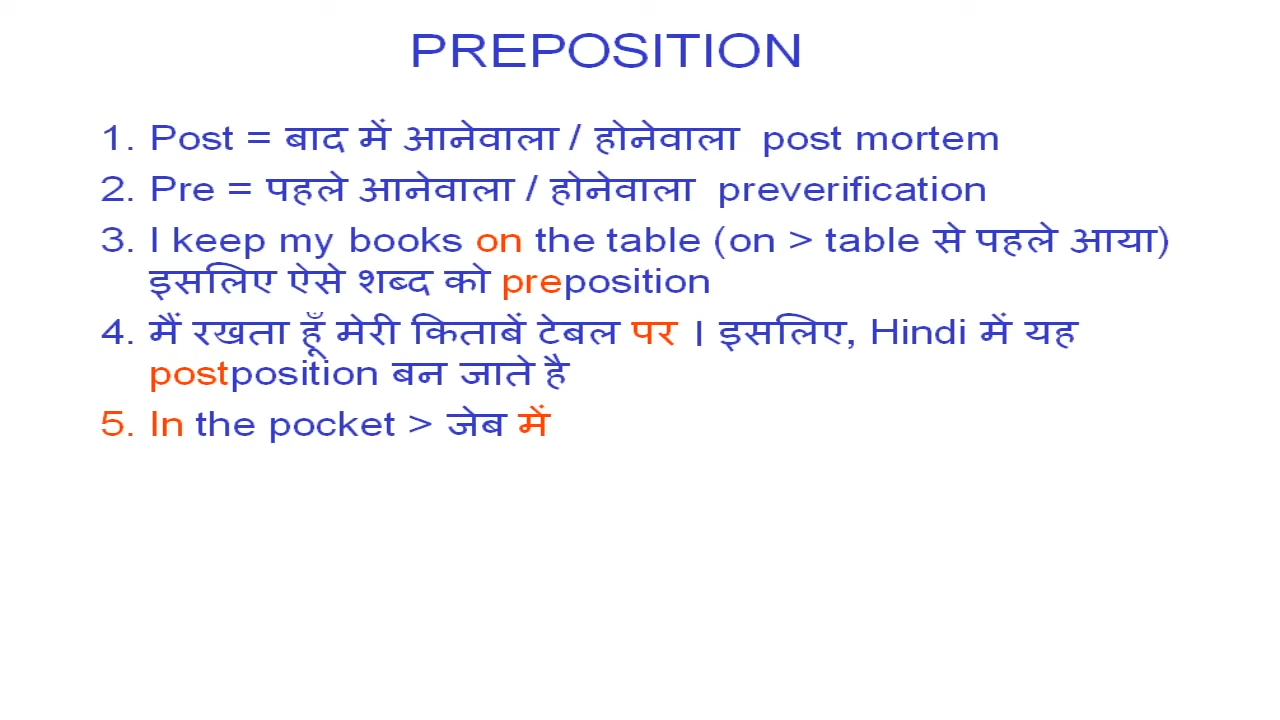 PREPOSITION
1. Post = बाद में आनेवाला / होनेवाला post mortem
2. Pre = पहले आनेवाला / होनेवाला preverification
3. I keep my books on the table (on > table से पहले आया)
इसलिए ऐसे शब्द को preposition
4. मैं रखता हूँ मेरी किताबें टेबल पर । इसलिए, Hindi में यह
postposition बन जाते है
5. In the pocket > जेब में